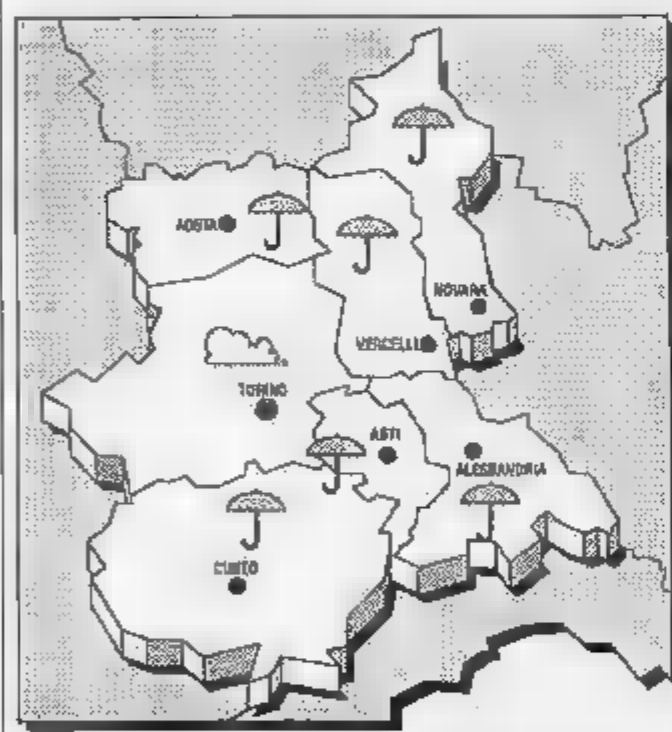 AOSTA
NOVARA
VERCELLI
TORINO
ASTI
ALESSANDRIA
CUNEO